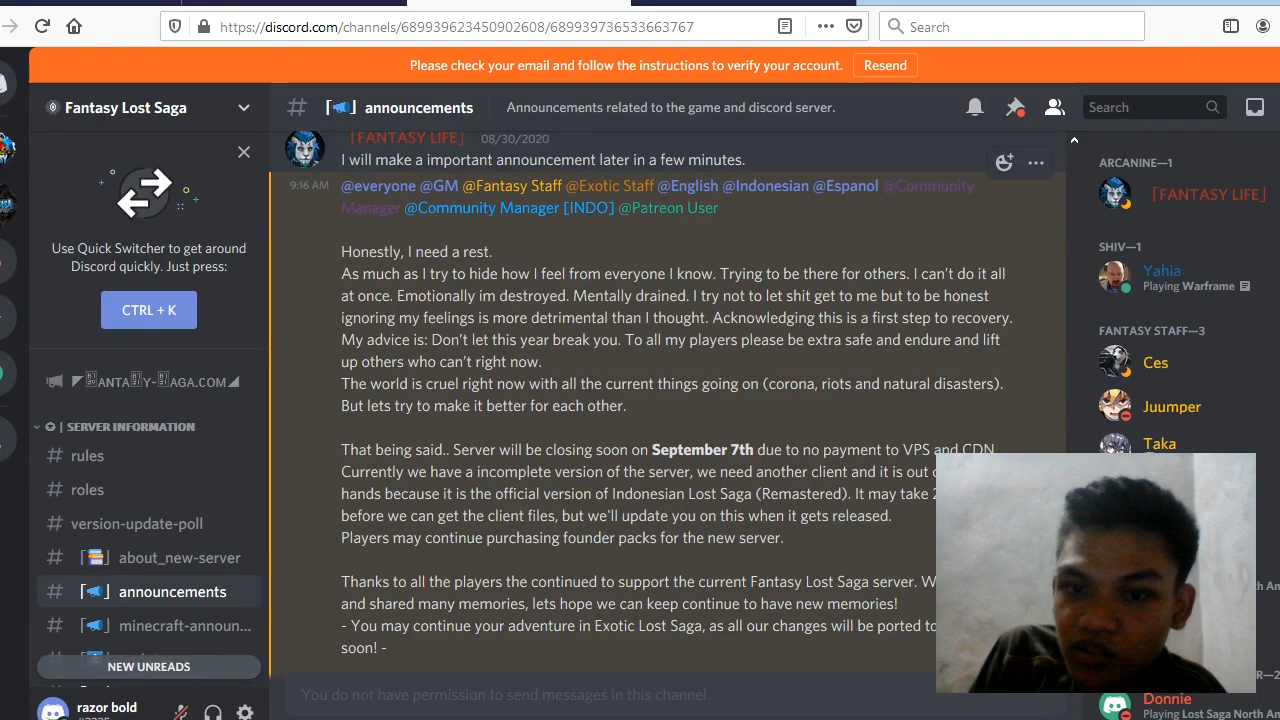 https://discord.com/channels/689939623450902608/689939736533663767
Search
Please check your email and follow the instructions to verify your account.
Resend
Fantasy Lost Saga
Use Quick Switcher to get around
Discord quickly. Just press:
CTRL + K
SERVER INFORMATION
# rules
# roles
# version-update-poll
# 「 」 about_new-server
# 「 」 announcements
# 「 」 minecraft-announ...
NEW UNREADS
razor bold
# 「 」 announcements
Announcements related to the game and discord server.
Search
「FANTASY LIFE」 08/30/2020
I will make a important announcement later in a few minutes.
9:16 AM
@everyone @GM @Fantasy Staff @Exotic Staff @English @Indonesian @Espanol @Community
Manager @Community Manager [INDO] @Patreon User
Honestly, I need a rest.
As much as I try to hide how I feel from everyone I know. Trying to be there for others. I can't do it all
at once. Emotionally im destroyed. Mentally drained. I try not to let shit get to me but to be honest
ignoring my feelings is more detrimental than I thought. Acknowledging this is a first step to recovery.
My advice is: Don't let this year break you. To all my players please be extra safe and endure and lift
up others who can't right now.
The world is cruel right now with all the current things going on (corona, riots and natural disasters).
But lets try to make it better for each other.
That being said.. Server will be closing soon on September 7th due to no payment to VPS and CDN
Currently we have a incomplete version of the server, we need another client and it is out
hands because it is the official version of Indonesian Lost Saga (Remastered). It may take
before we can get the client files, but we'll update you on this when it gets released.
Players may continue purchasing founder packs for the new server.
Thanks to all the players the continued to support the current Fantasy Lost Saga server.
and shared many memories, lets hope we can keep continue to have new memories!
- You may continue your adventure in Exotic Lost Saga, as all our changes will be ported to
soon! -
You do not have permission to send messages in this channel.
ARCANINE—1
「FANTASY LIFE」
SHIV—1
Yahia
Playing Warframe
FANTASY STAFF—3
Ces
Juumper
Taka
Donnie
Playing Lost Saga North